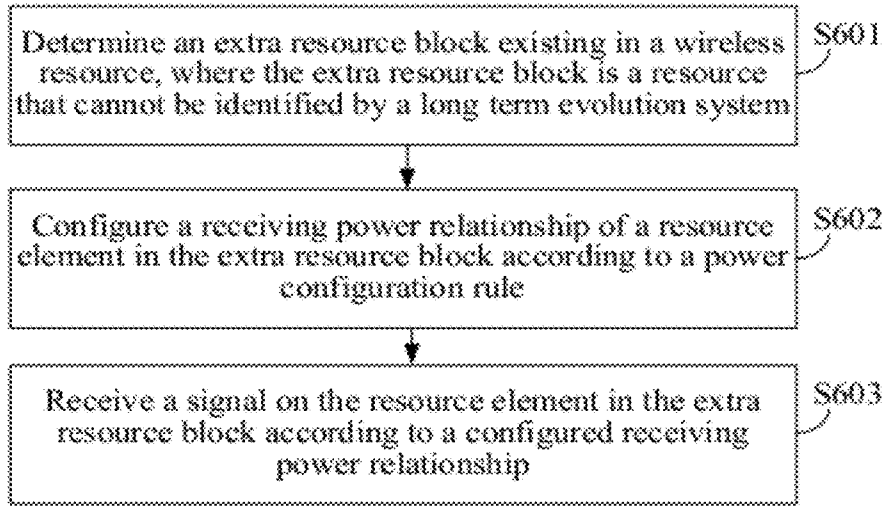 Determine an extra resource block existing in a wireless
resource, where the extra resource block is a resource
that cannot be identified by a long term evolution system
S601
Configure a receiving power relationship of a resource
element in the extra resource block according to a power
configuration rule
S602
Receive a signal on the resource element in the extra
resource block according to a configured receiving
power relationship
S603